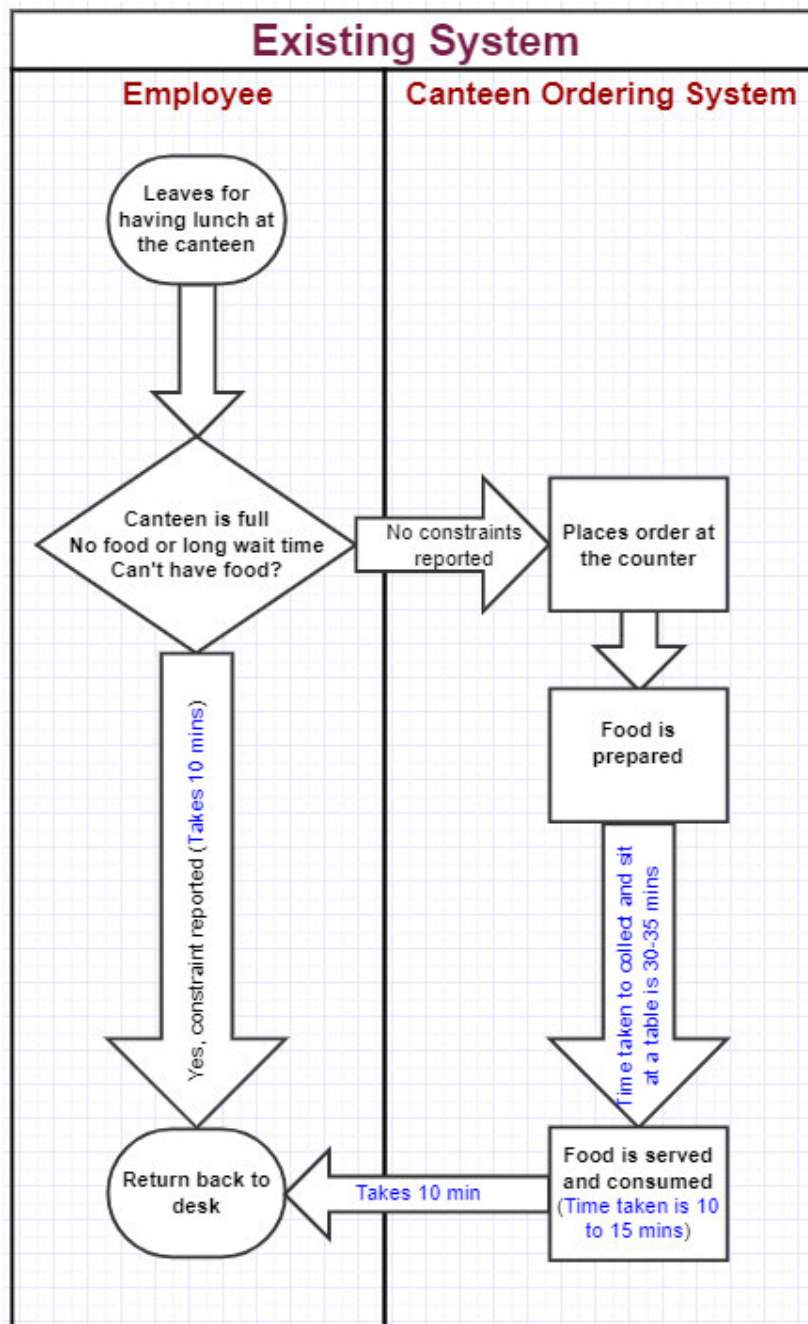 Existing System
Employee
Canteen Ordering System
Leaves for
having lunch at
the canteen
Canteen is full
No food or long wait time
Can't have food?
No constraints
reported
Places order at
the counter
Food is
prepared
Yes, constraint reported (Takes 10 mins)
Time taken to collect and sit
at a table is 30-35 mins
Food is served
and consumed
(Time taken is 10
to 15 mins)
Takes 10 min
Return back to
desk